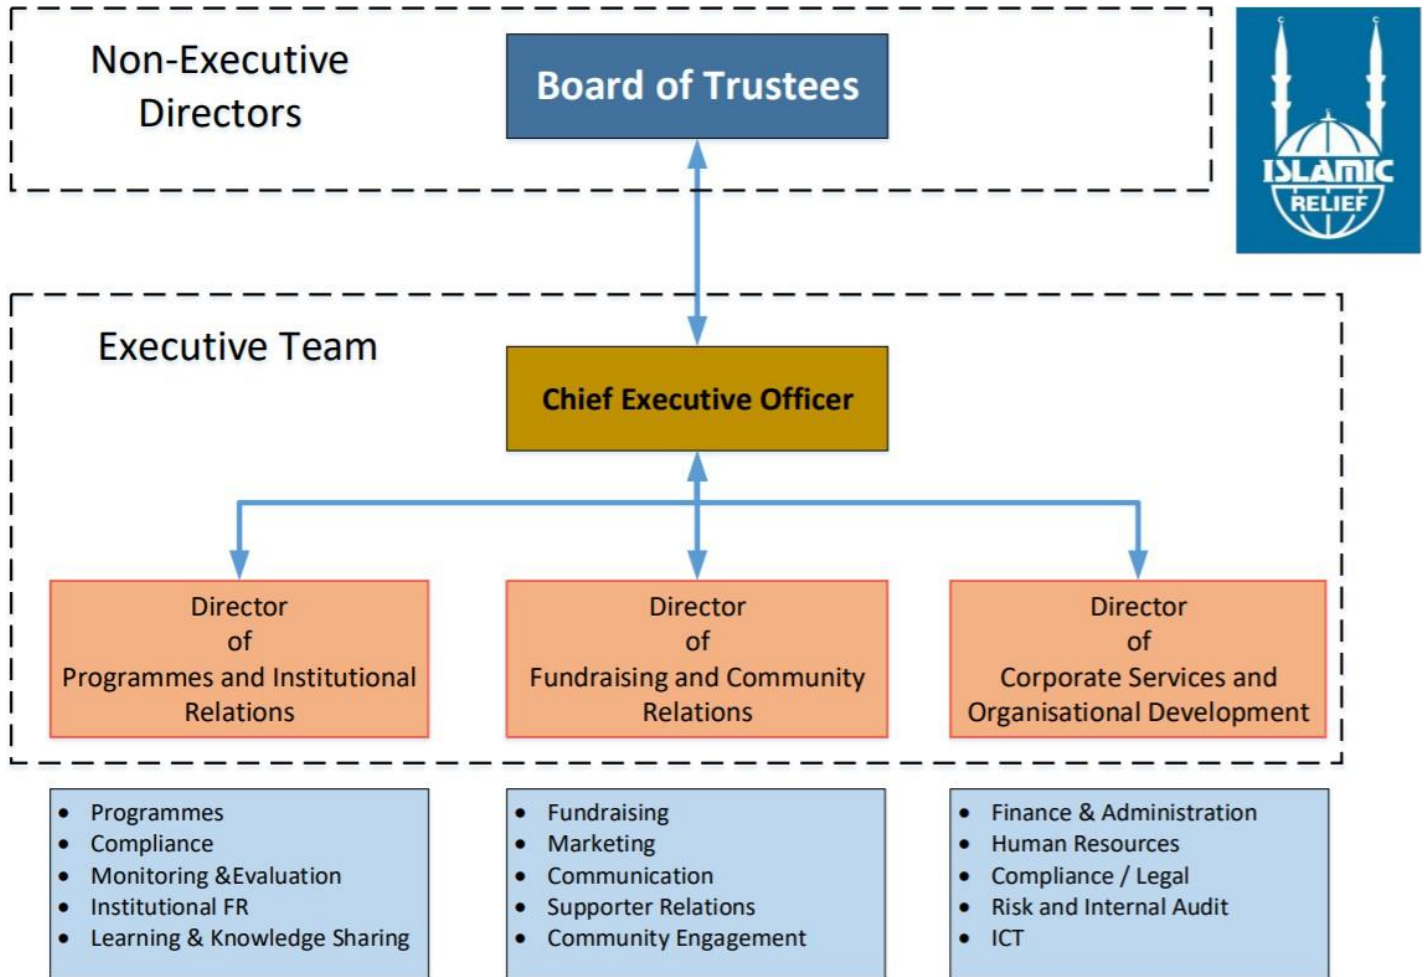 Non-Executive
Directors
Board of Trustees
ISLAMIC
RELIEF
Executive Team
Chief Executive Officer
Director
of
Programmes and Institutional
Relations
Director
of
Fundraising and Community
Relations
Director
of
Corporate Services and
Organisational Development
• Programmes
• Compliance
• Monitoring &Evaluation
• Institutional FR
• Learning & Knowledge Sharing
• Fundraising
• Marketing
• Communication
• Supporter Relations
• Community Engagement
• Finance & Administration
• Human Resources
• Compliance / Legal
• Risk and Internal Audit
• ICT